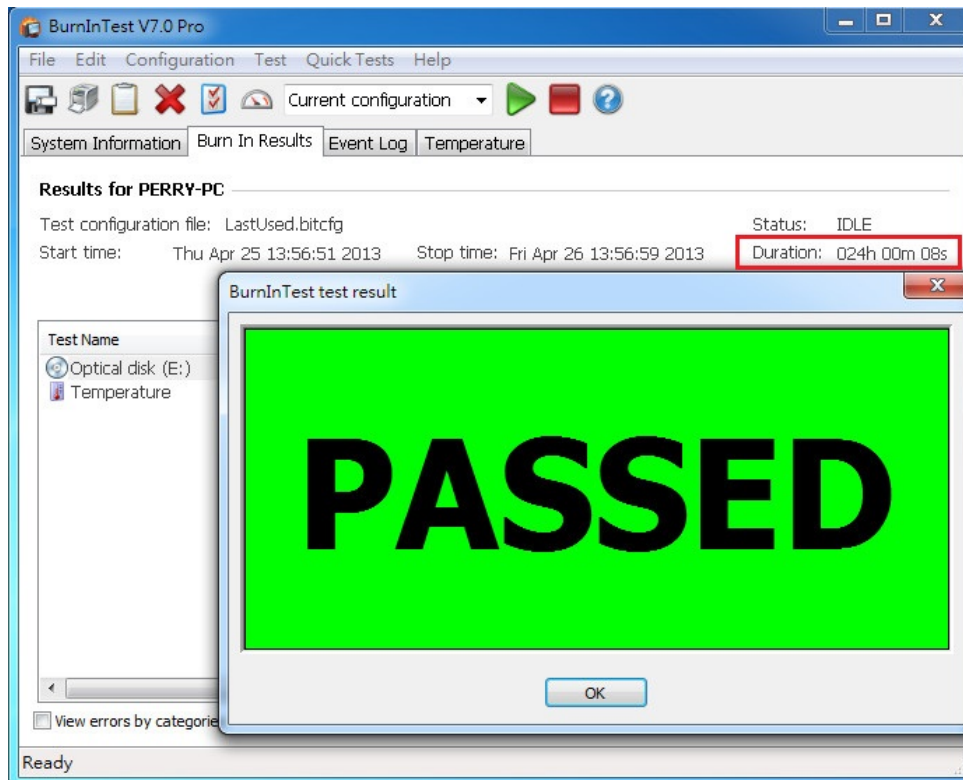 BurnInTest V7.0 Pro
File Edit Configuration Test Quick Tests Help
Current configuration
System Information Burn In Results Event Log Temperature
Results for PERRY-PC
Test configuration file: LastUsed.bitcfg Status: IDLE
Start time: Thu Apr 25 13:56:51 2013 Stop time: Fri Apr 26 13:56:59 2013 Duration: 024h 00m 08s
BurnInTest test result
Test Name
Optical disk (E:)
Temperature
PASSED
OK
View errors by categorie
Ready